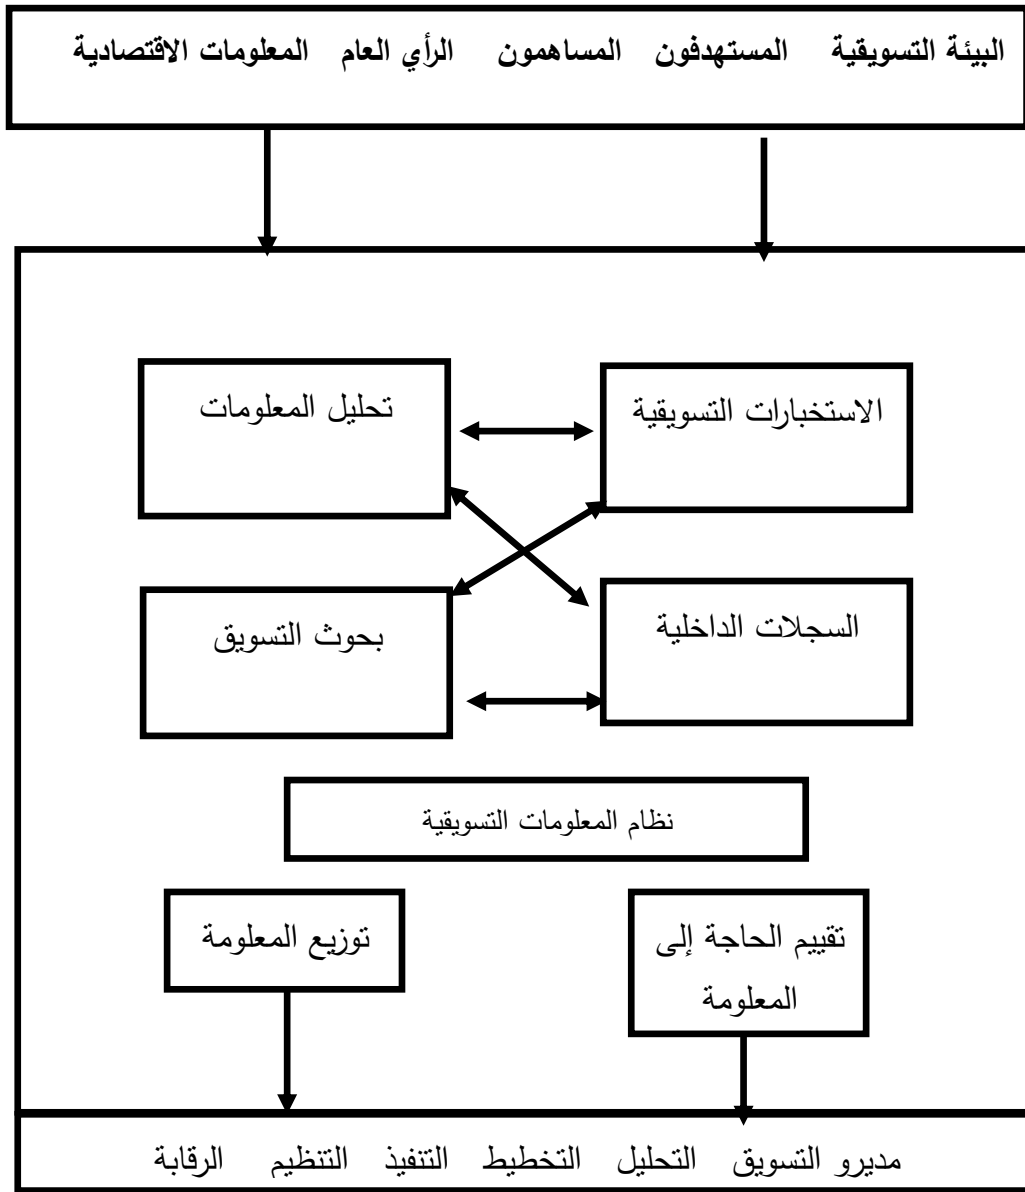 البيئة التسويقية المستهدفون المساهمون الرأي العام المعلومات الاقتصادية
الاستخبارات التسويقية
تحليل المعلومات
السجلات الداخلية
بحوث التسويق
نظام المعلومات التسويقية
تقييم الحاجة إلى
المعلومة
توزيع المعلومة
مديرو التسويق التحليل التخطيط التنفيذ التنظيم الرقابة